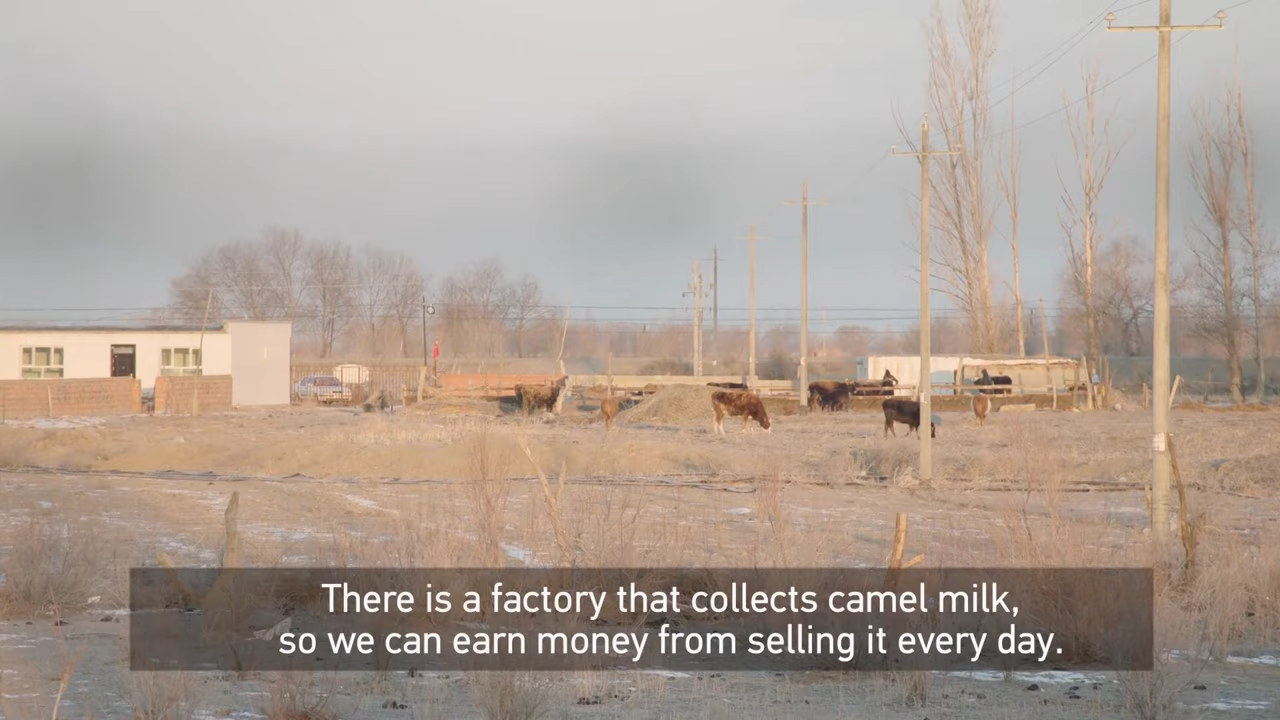 There is a factory that collects camel milk,
so we can earn money from selling it every day.